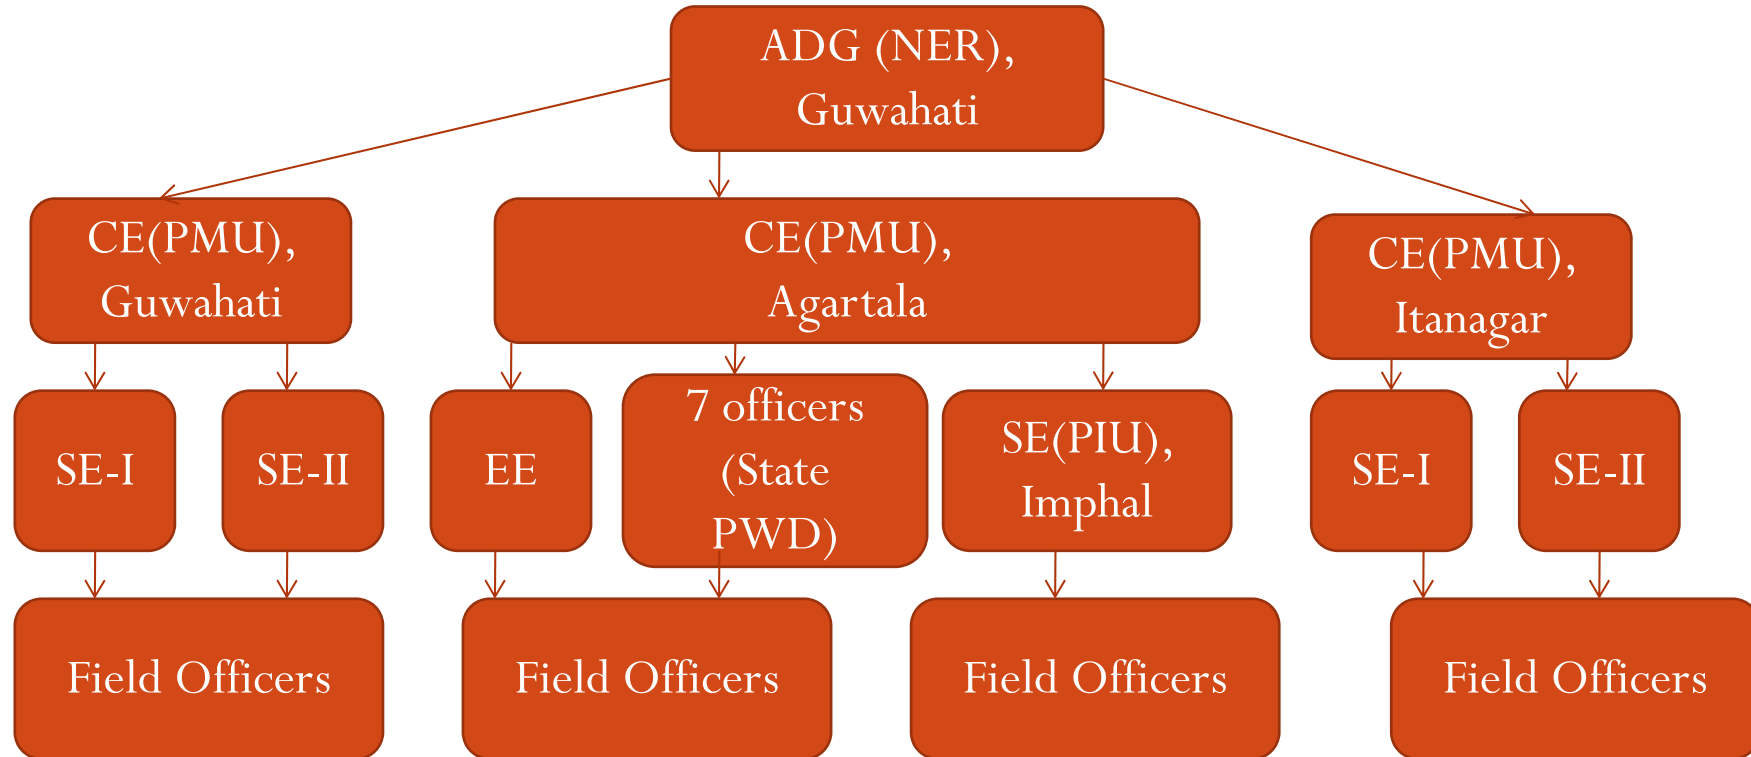 ADG (NER),
Guwahati
CE(PMU),
Guwahati
CE(PMU),
Agartala
CE(PMU),
Itanagar
SE-I
SE-II
EE
7 officers
(State
PWD)
SE(PIU),
Imphal
SE-I
SE-II
Field Officers
Field Officers
Field Officers
Field Officers